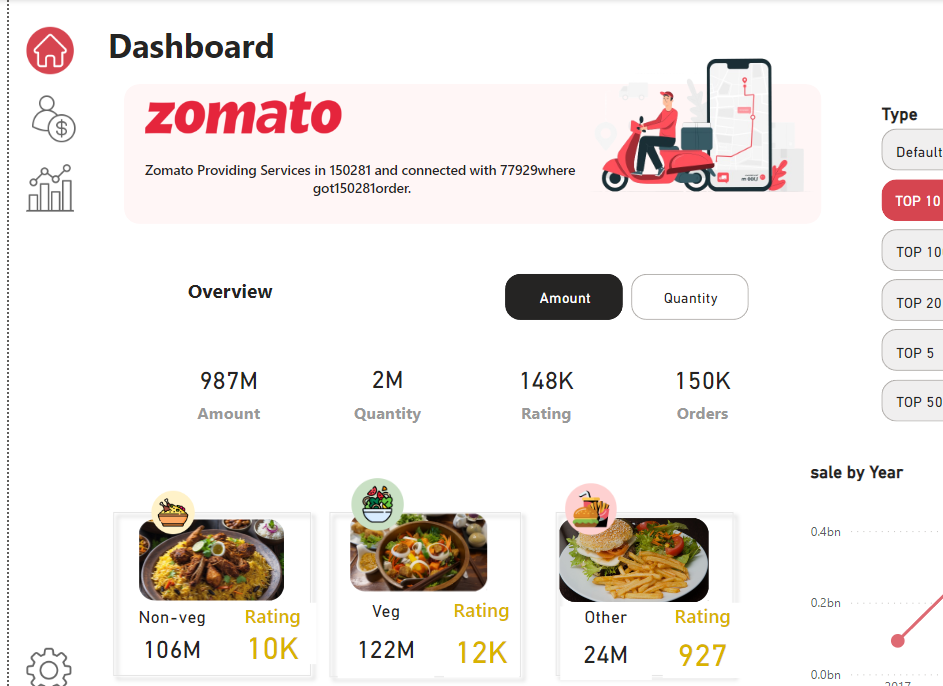 Dashboard
zomato
Zomato Providing Services in 150281 and connected with 77929where
got150281order.
Type
Default
TOP 10
TOP 10
TOP 20
TOP 5
TOP 50
Overview
Amount
Quantity
987M
2M
148K
150K
Amount
Quantity
Rating
Orders
sale by Year
0.4bn
0.2bn
0.0bn
2017
Non-veg
Rating
106M
10K
Veg
Rating
122M
12K
Other
Rating
24M
927